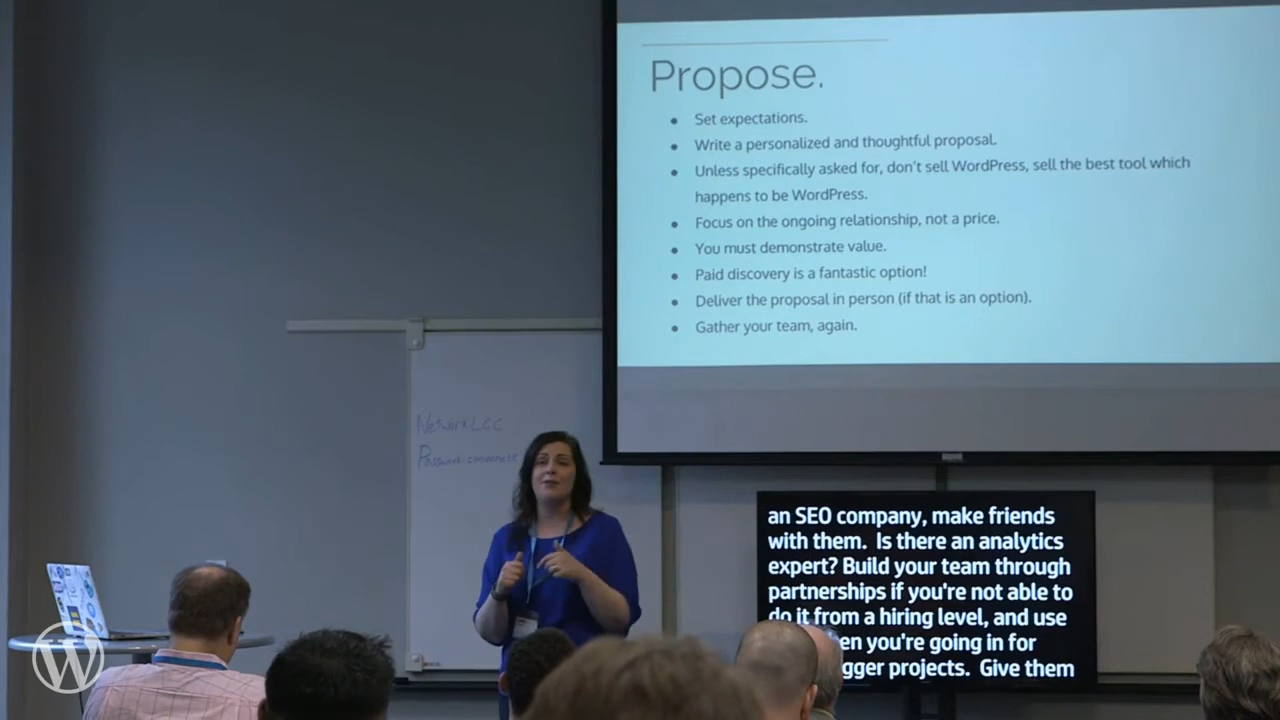 Propose.
Set expectations.
Write a personalized and thoughtful proposal.
Unless specifically asked for, don't sell WordPress, sell the best tool which
happens to be WordPress.
Focus on the ongoing relationship, not a price.
You must demonstrate value.
Paid discovery is a fantastic option!
Deliver the proposal in person (if that is an option).
Gather your team, again.
Network LCC
an SEO company, make friends
with them. Is there an analytics
expert? Build your team through
partnerships if you're not able to
do it from a hiring level, and use
you're going in for
projects. Give them